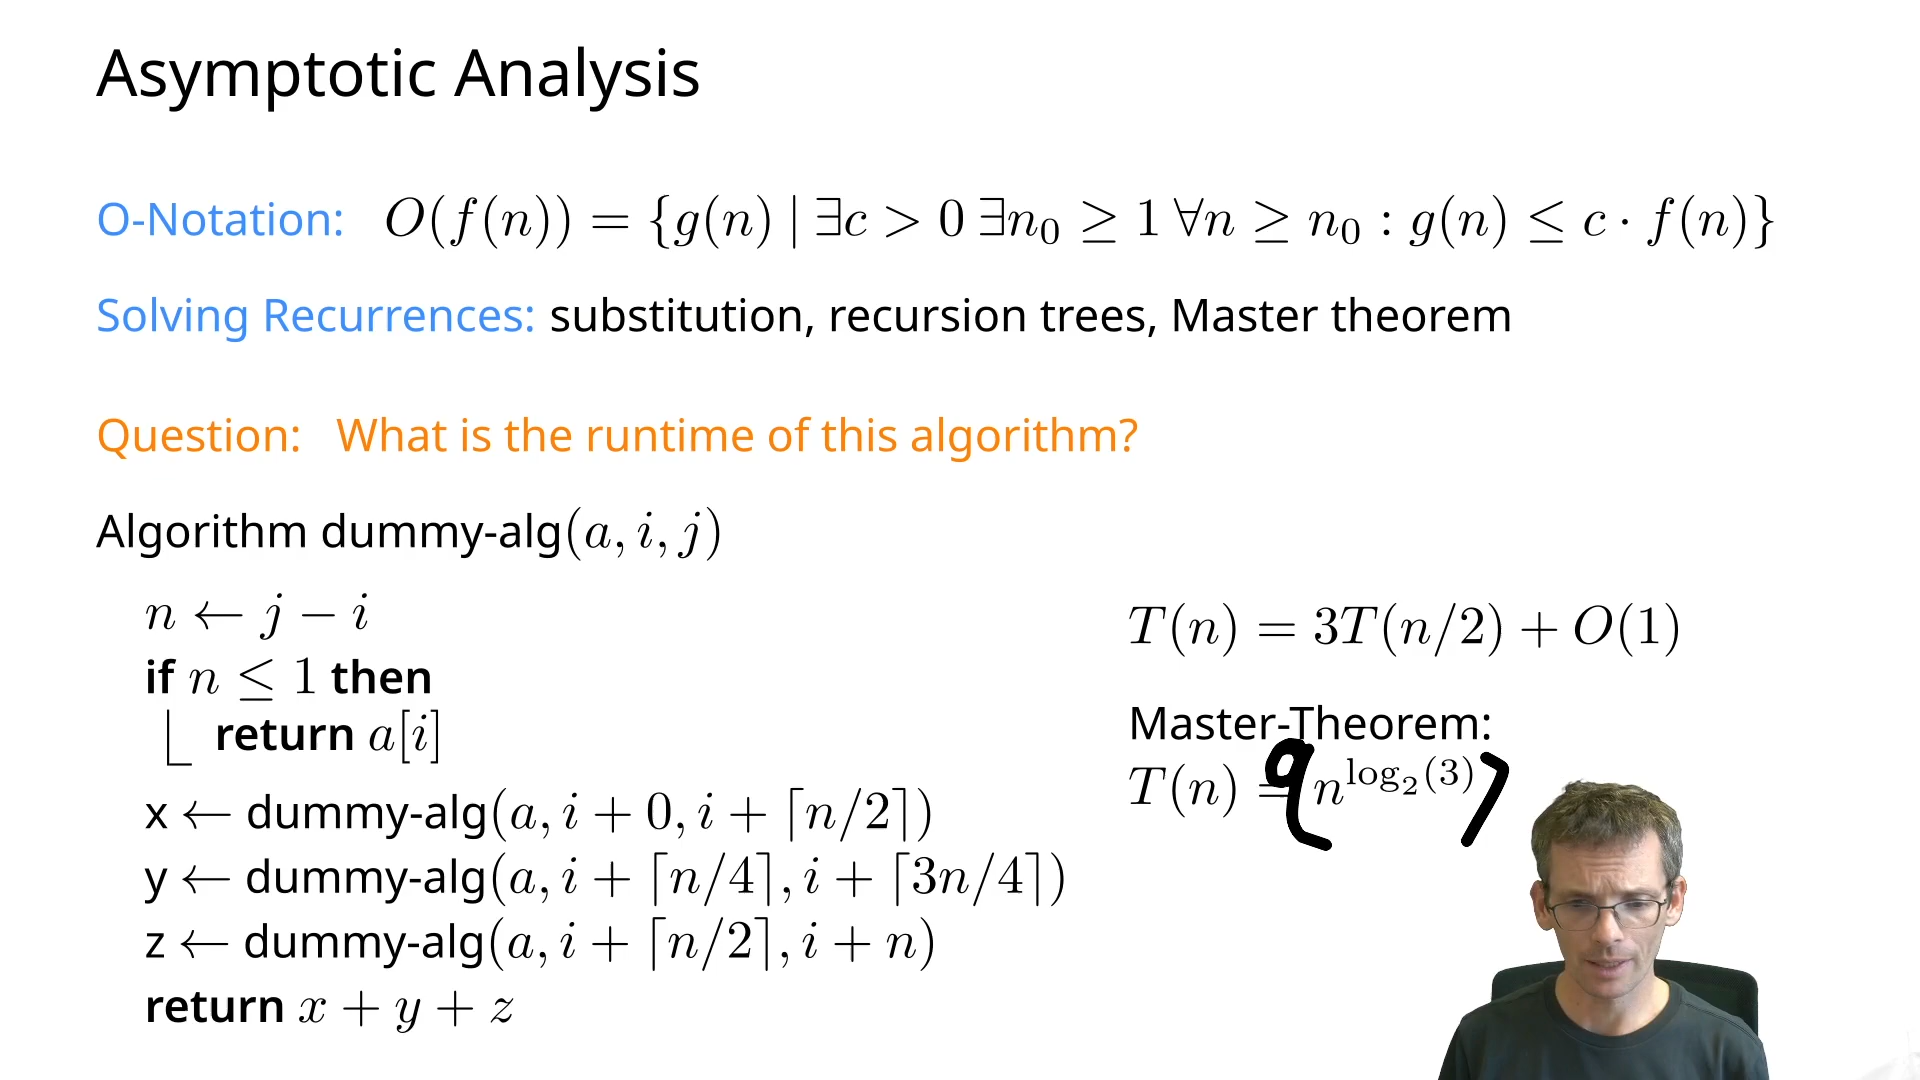 Asymptotic Analysis
O-Notation: O(f(n)) = {g(n) | ∃c > 0 ∃n₀ ≥ 1 ∀n ≥ n₀ : g(n) ≤ c · f(n)}
Solving Recurrences: substitution, recursion trees, Master theorem
Question: What is the runtime of this algorithm?
Algorithm dummy-alg(a, i, j)
n ← j − i
if n ≤ 1 then
return a[i]
x ← dummy-alg(a, i + 0, i + ⌈n/2⌉)
y ← dummy-alg(a, i + ⌈n/4⌉, i + ⌈3n/4⌉)
z ← dummy-alg(a, i + ⌈n/2⌉, i + n)
return x + y + z
T(n) = 3T(n/2) + O(1)
Master-Theorem:
T(n) = (n^log₂(3))